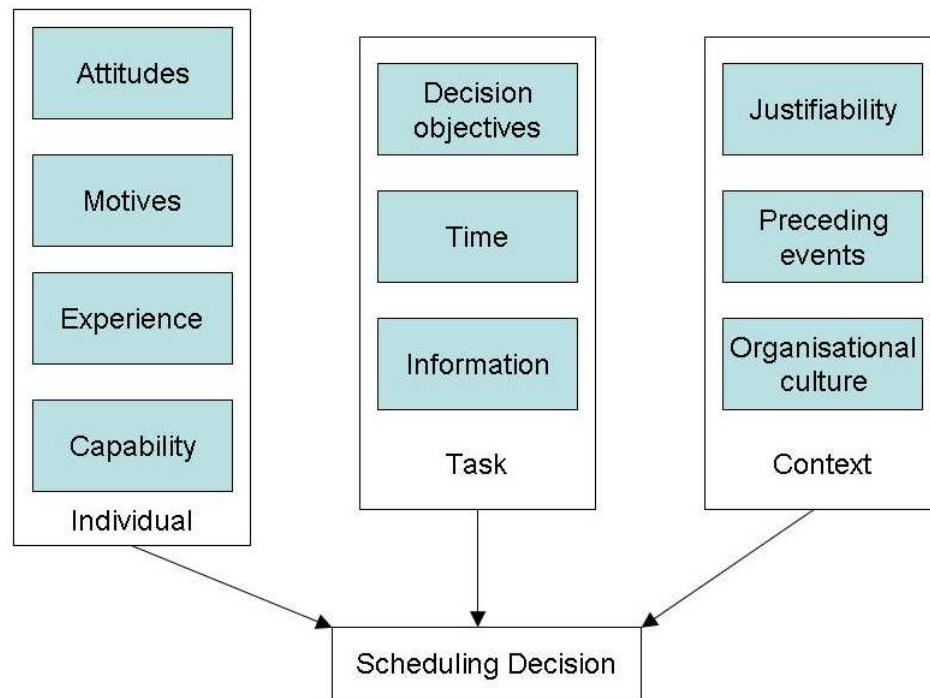 Attitudes
Motives
Experience
Capability
Individual
Decision
objectives
Time
Information
Task
Justifiability
Preceding
events
Organisational
culture
Context
Scheduling Decision